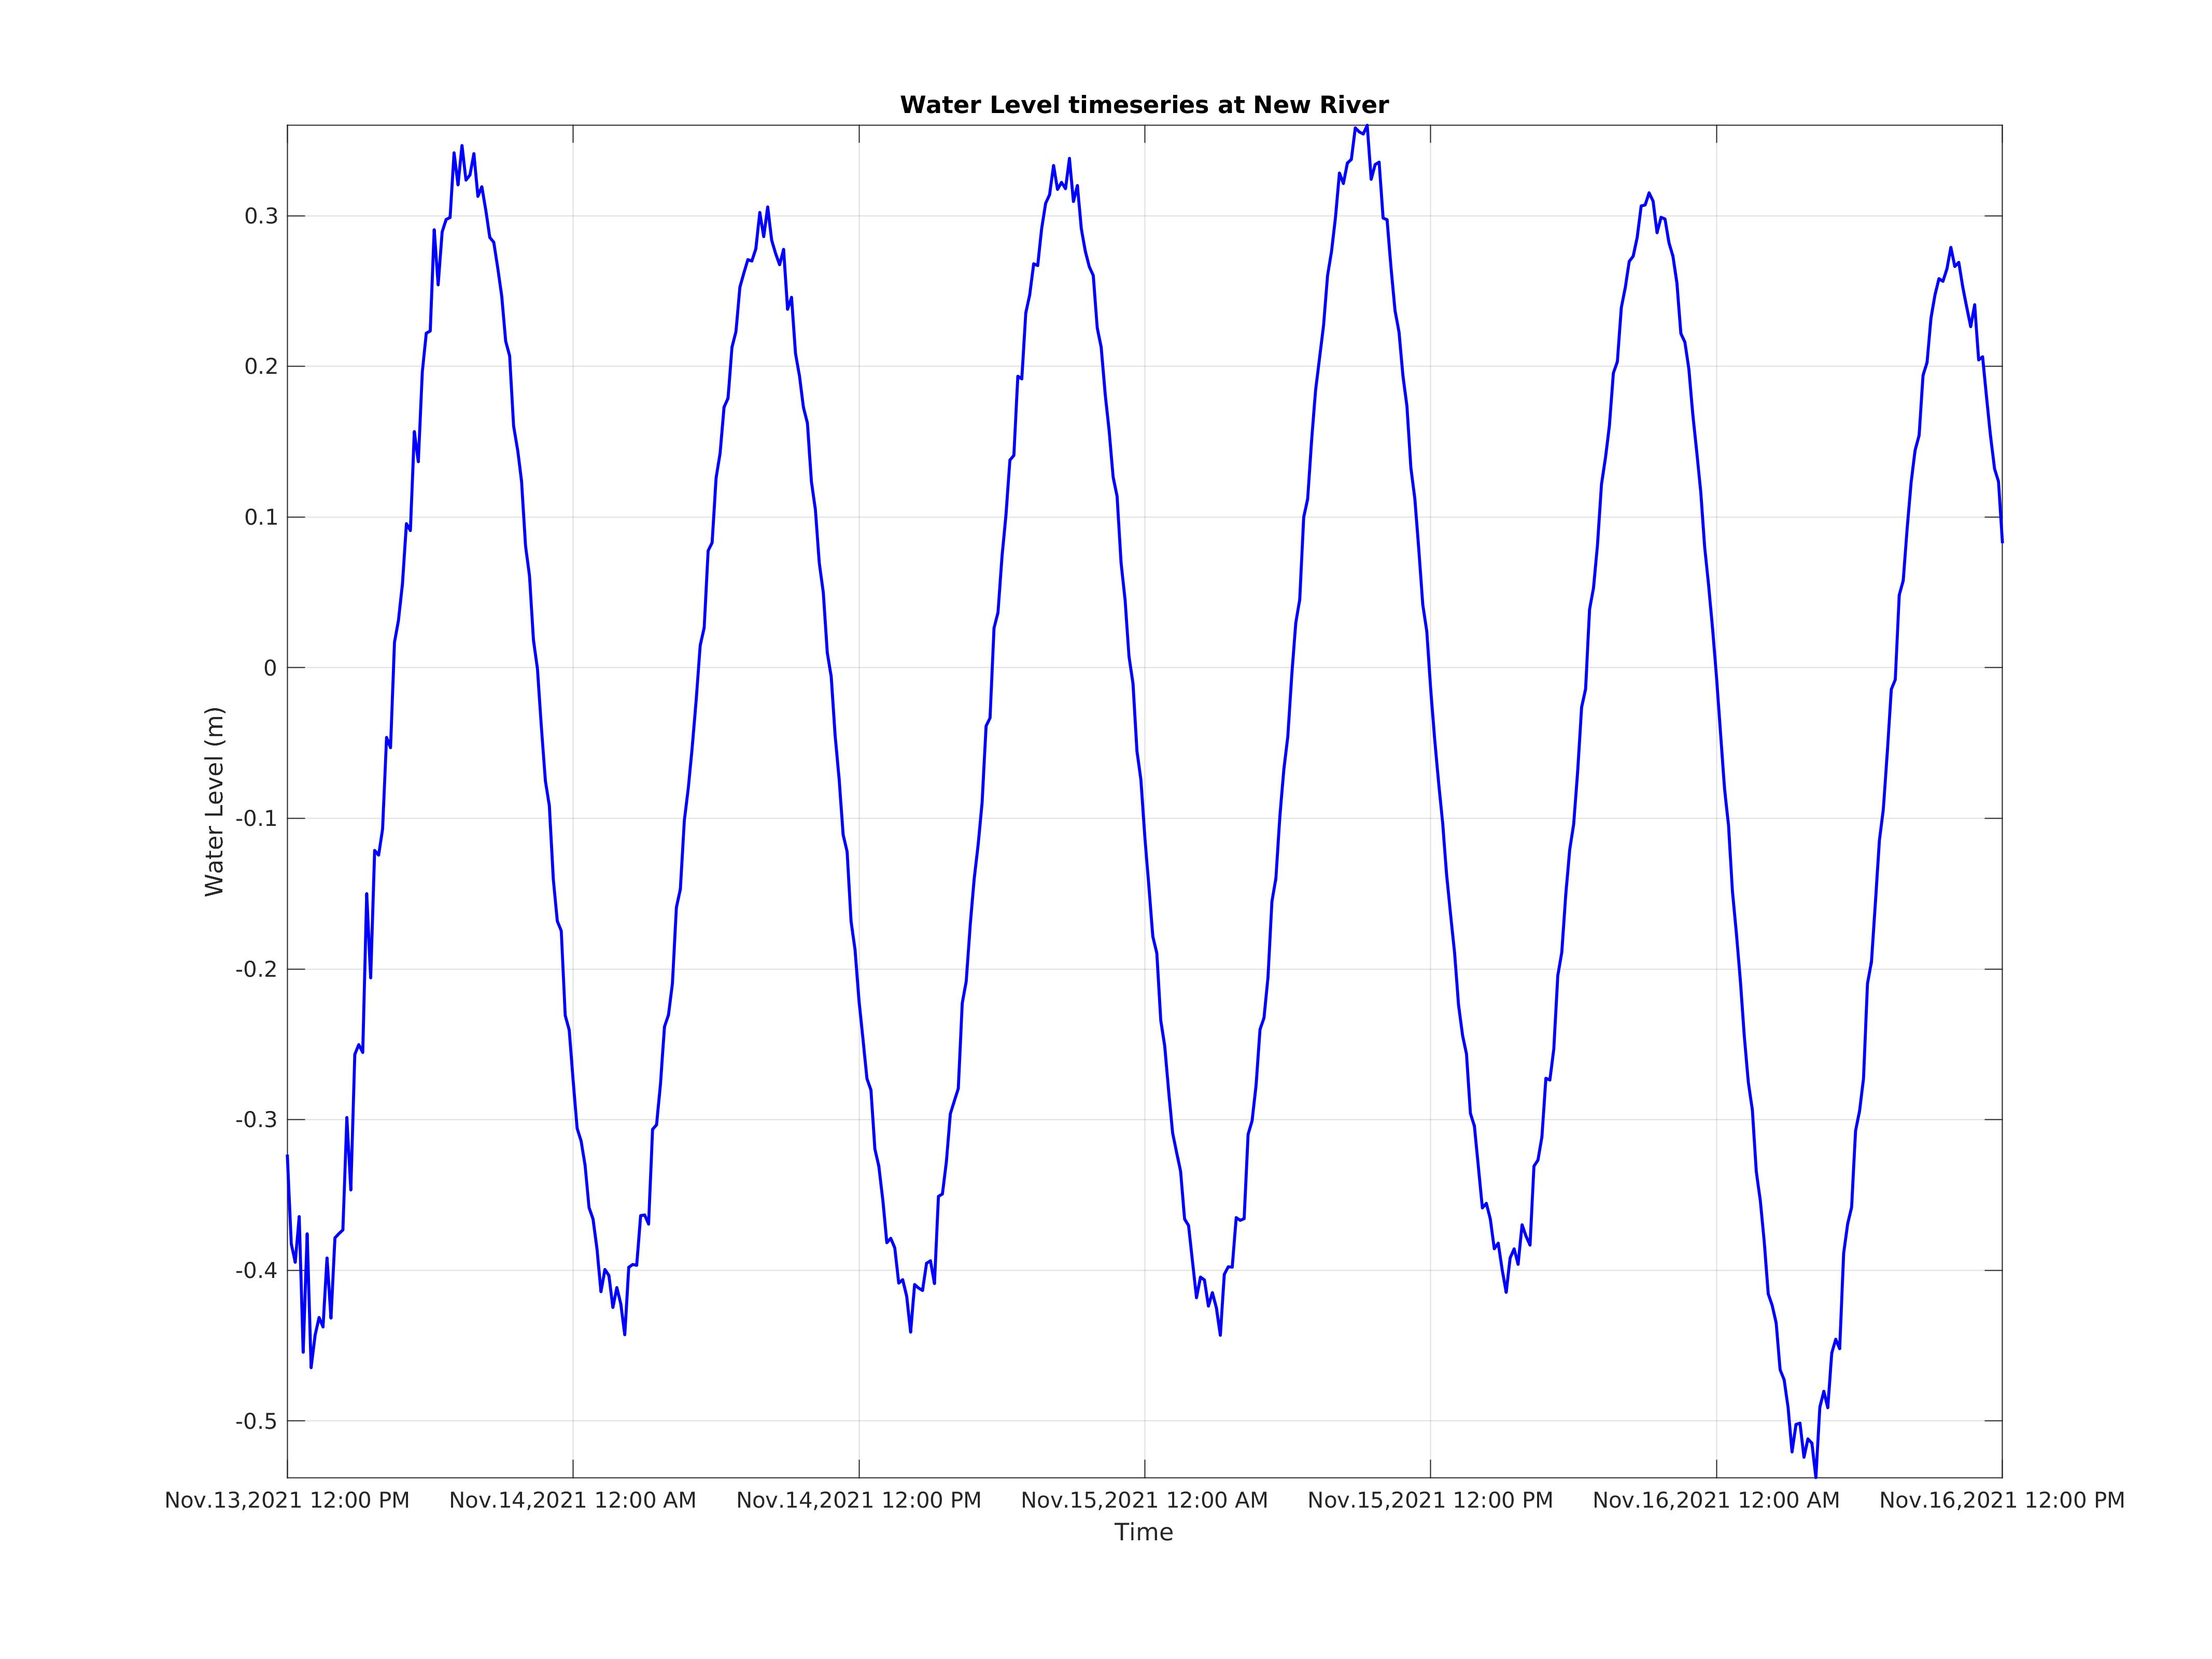 Water Level timeseries at New River
0.3
0.2
0.1
0
-0.1
-0.2
-0.3
-0.4
-0.5
Water Level (m)
Nov.13,2021 12:00 PM
Nov.14,2021 12:00 AM
Nov.14,2021 12:00 PM
Nov.15,2021 12:00 AM
Nov.15,2021 12:00 PM
Nov.16,2021 12:00 AM
Nov.16,2021 12:00 PM
Time